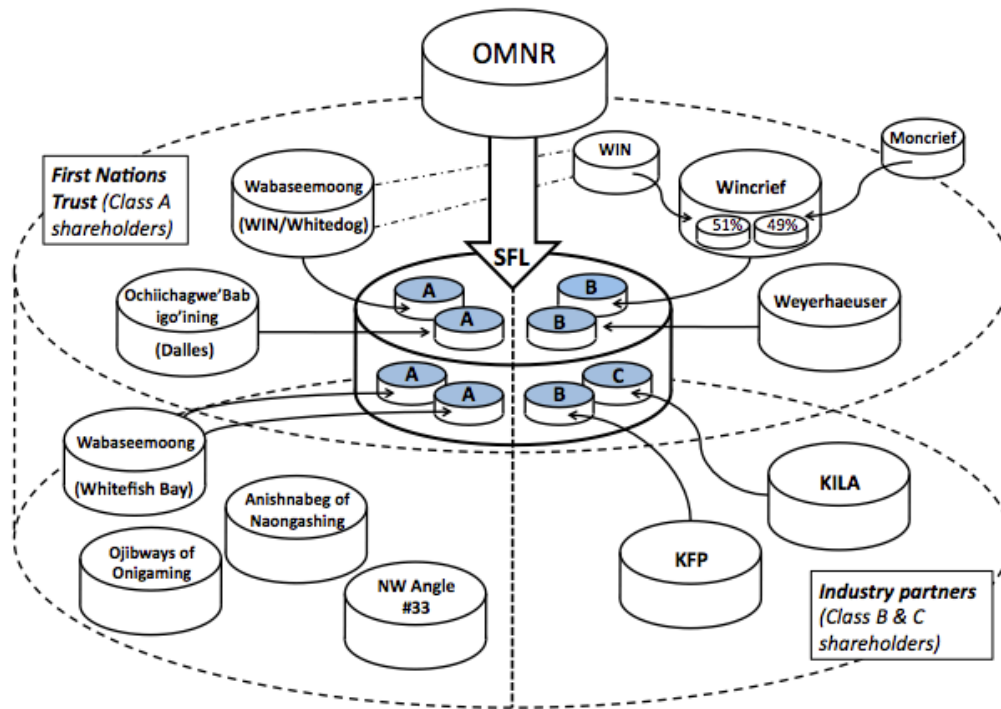 OMNR
First Nations
Trust (Class A
shareholders)
Wabaseemoong
(WIN/Whitedog)
WIN
Moncrief
Wincrief
51%
49%
SFL
Ochiichagwe'Bab
igo'ining
(Dalles)
A
B
A
B
Weyerhaeuser
A
C
A
B
Wabaseemoong
(Whitefish Bay)
Anishnabeg of
Naongashing
Ojibways of
Onigaming
NW Angle
#33
KILA
KFP
Industry partners
(Class B & C
shareholders)